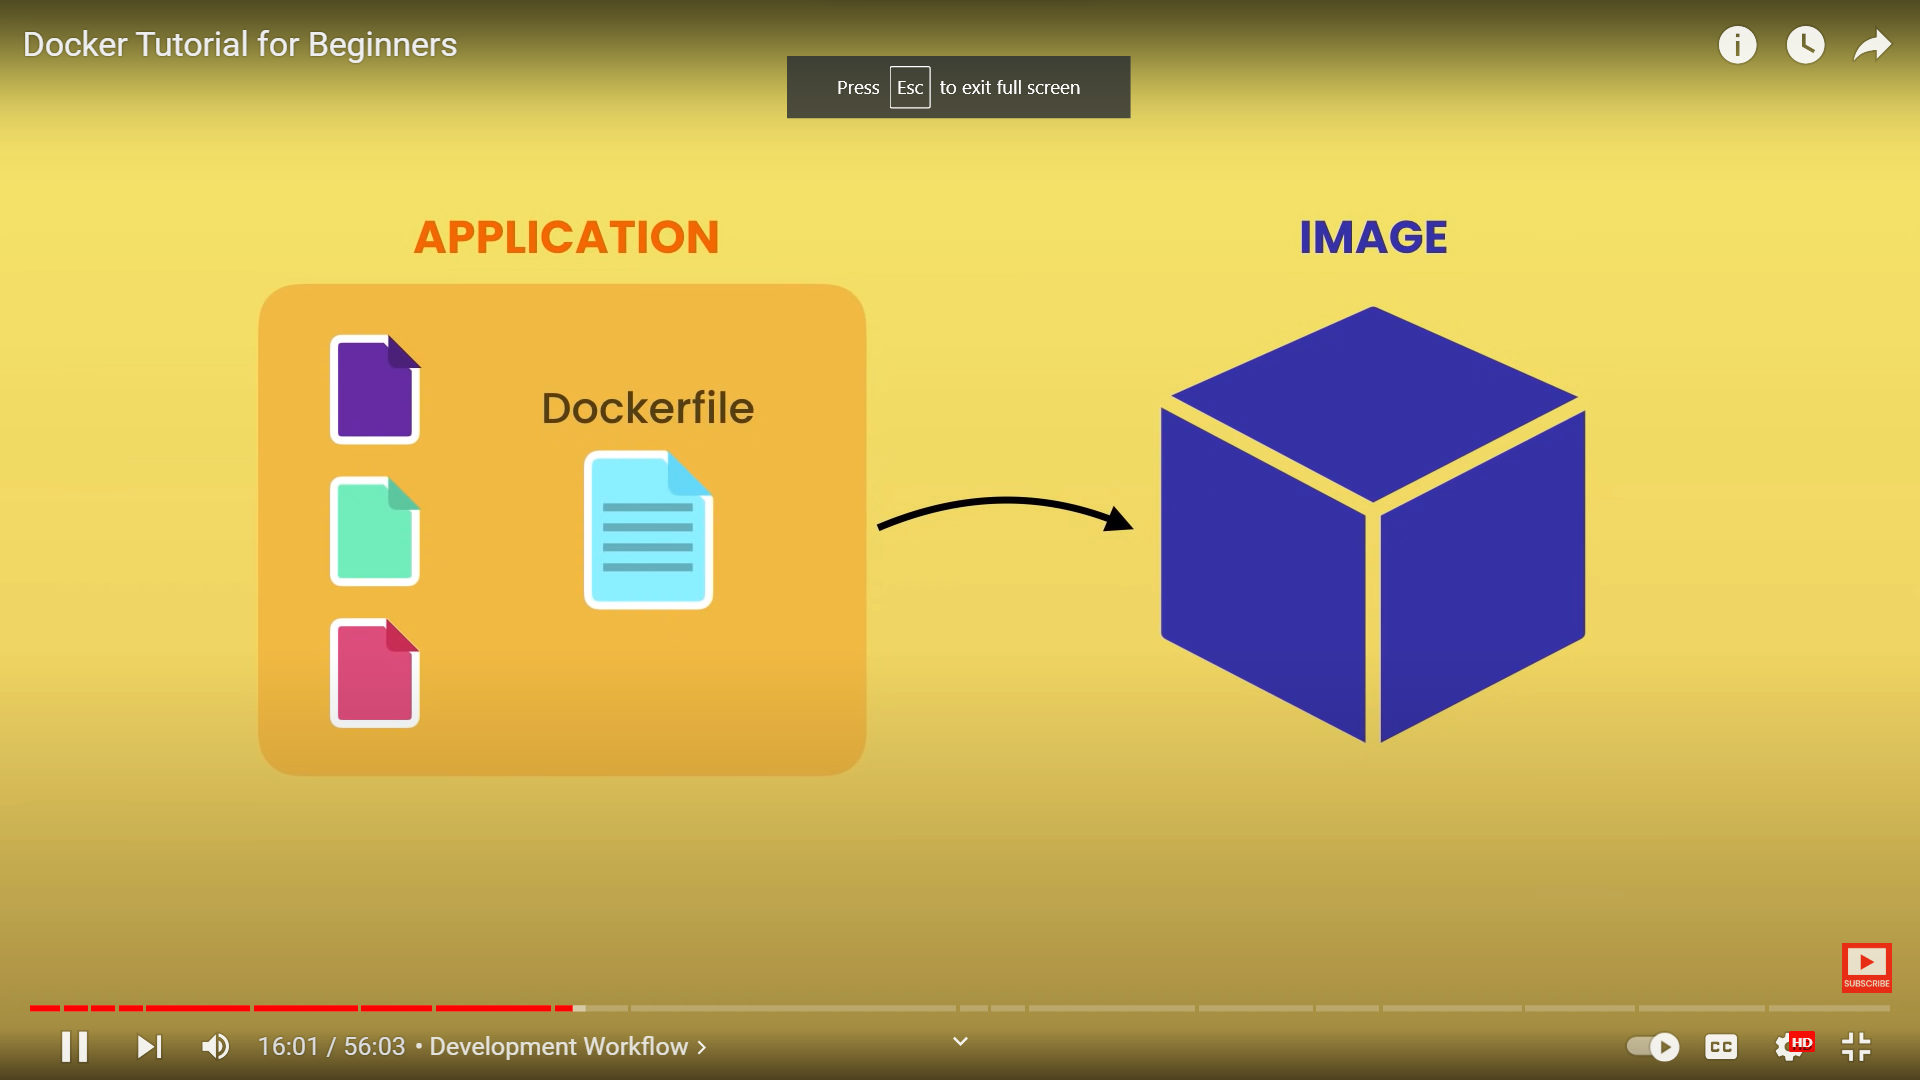 Docker Tutorial for Beginners
Press Esc to exit full screen
APPLICATION
IMAGE
Dockerfile
SUBSCRIBE
16:01 / 56:03 • Development Workflow
CC
HD